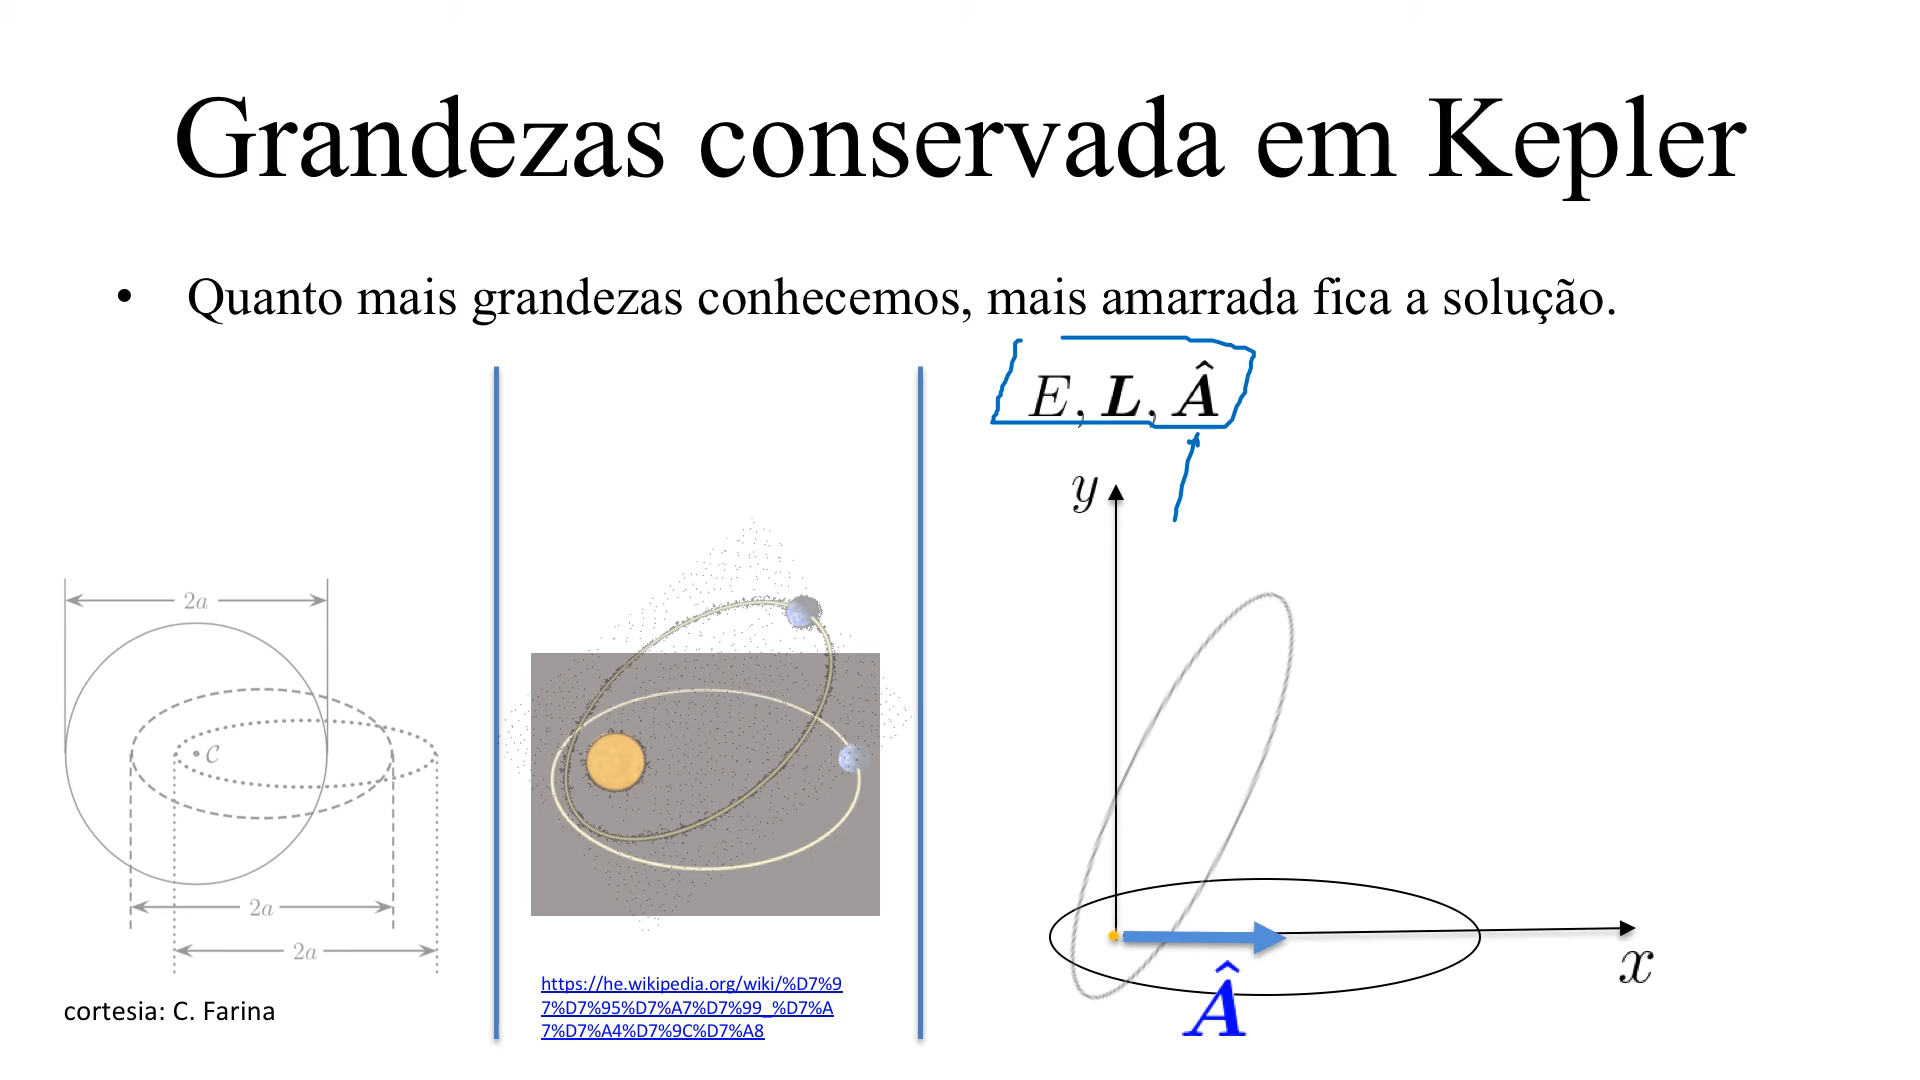 Grandezas conservada em Kepler
• Quanto mais grandezas conhecemos, mais amarrada fica a solução.
2a
C
2a
2a
cortesia: C. Farina
https://he.wikipedia.org/wiki/%D7%9
7%D7%95%D7%A7%D7%99_%D7%A
7%D7%A4%D7%9C%D7%A8
E, L, Â
y
x
Â